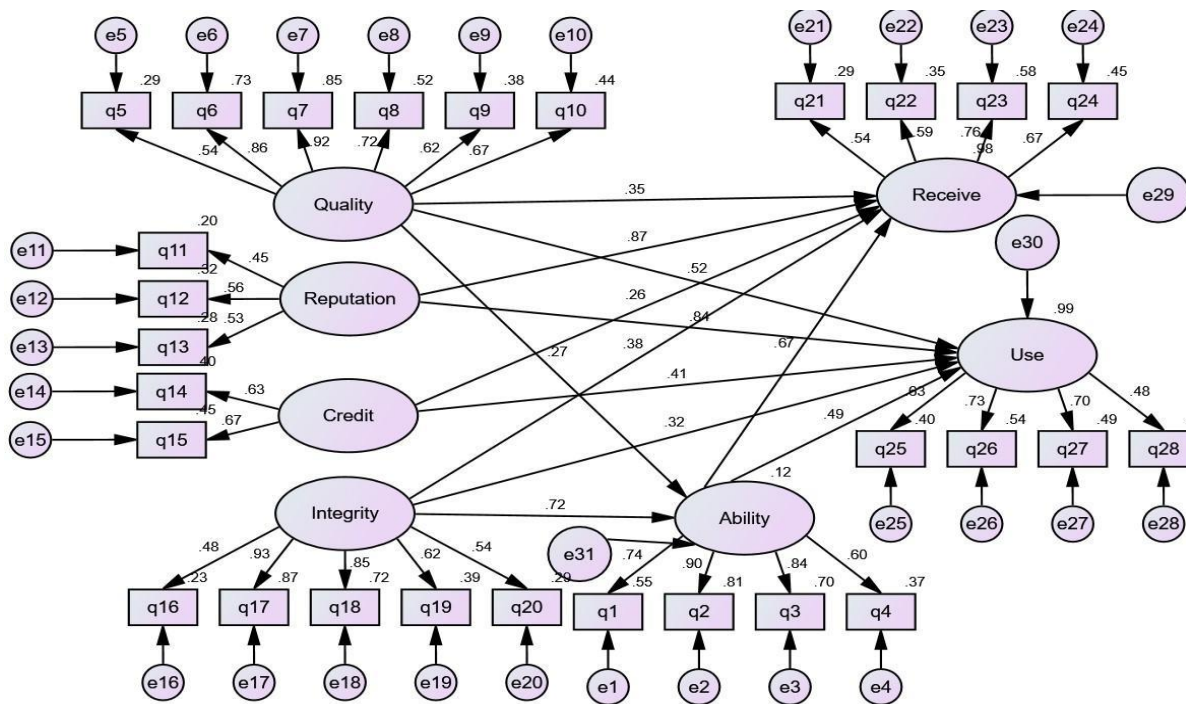 e5 e6 e7 e8 e9 e10
e21 e22 e23 e24
.29 .73 .85 .52 .38 .44
.29 .35 .58 .45
q5 q6 q7 q8 q9 q10
q21 q22 q23 q24
.54 .86 .92 .72 .62 .67
.54 .59 .76 .98 .67
Quality
.35
Receive
e29
.20
e11 q11
.45
.87
e30
.32
e12 q12
.56
Reputation
.52
.26
.28 .53
e13 q13
.84
.99
.40
.27 .38 .67
Use
e14 q14
.63
Credit
.41
.63 .73 .70 .48
.45
e15 q15
.67
.32
.49
.40 .54 .49
q25 q26 q27 q28
.12
Integrity
.72
Ability
e25 e26 e27 e28
.48 .93 .85 .62 .54
e31
.74 .90 .84 .60
.23 .87 .72 .39 .29
.55 .81 .70 .37
q16 q17 q18 q19 q20
q1 q2 q3 q4
e16 e17 e18 e19 e20
e1 e2 e3 e4